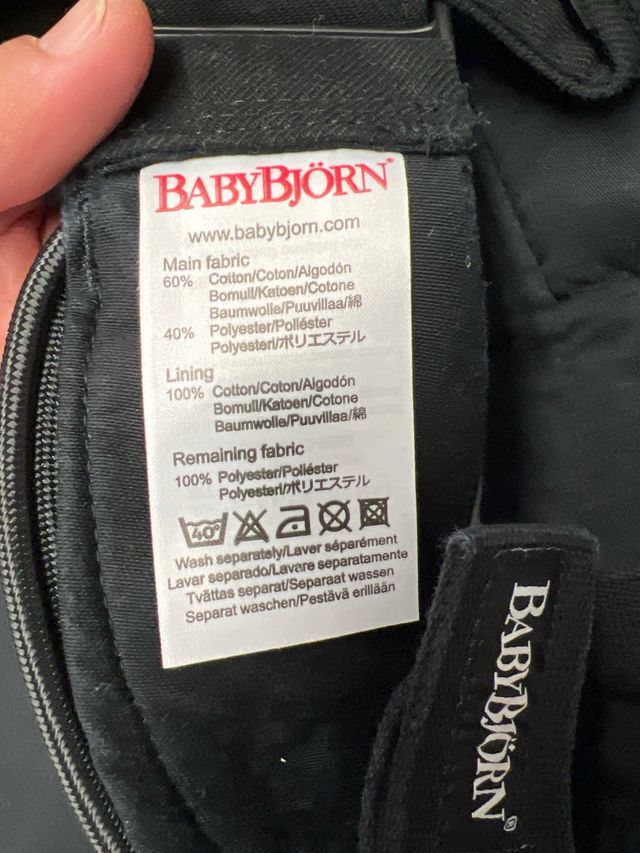 BABYBJÖRN®
www.babybjorn.com
Main fabric
60% Cotton/Coton/Algodón
Bomull/Katoen/Cotone
Baumwolle/Puuvillaa/綿
40% Polyester/Poliéster
Polyesteri/ポリエステル
Lining
100% Cotton/Coton/Algodón
Bomull/Katoen/Cotone
Baumwolle/Puuvillaa/綿
Remaining fabric
100% Polyester/Poliéster
Polyesteri/ポリエステル
40°
Wash separately/Laver séparément
Lavar separado/Lavare separatamente
Tvättas separat/Separaat wassen
Separat waschen/Pestävä erillään
BABYBJÖRN®